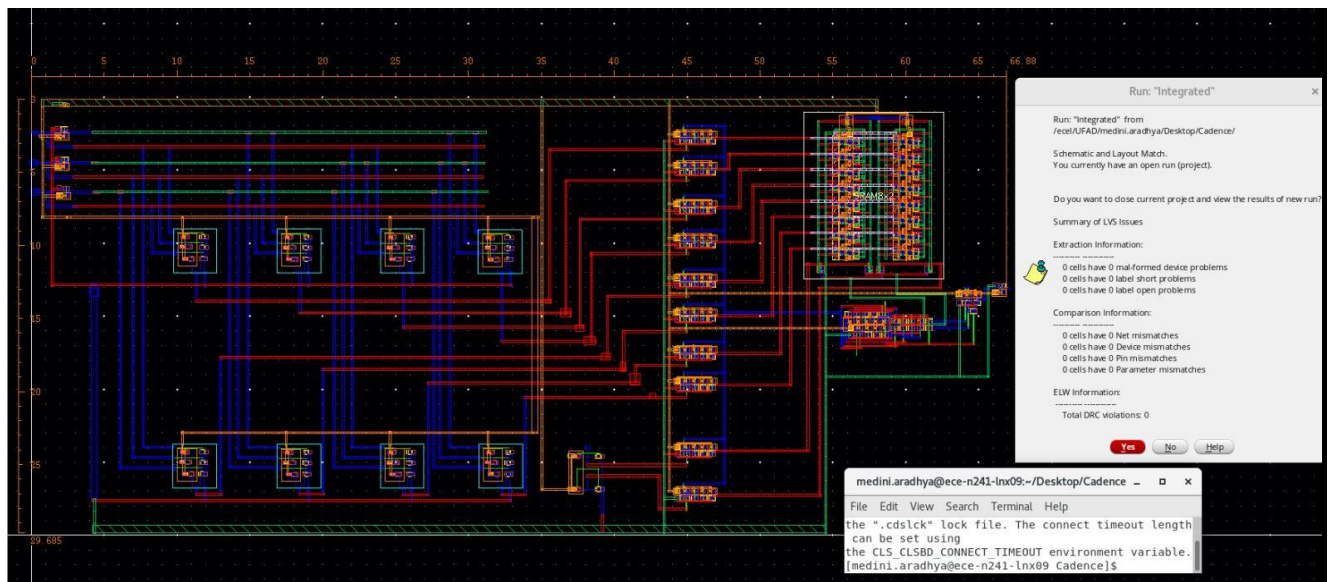 0 10 15 20 25 30 35 40 45 50 55 60 65 66.88
0
5
10
15
20
25
29.685
Run: "Integrated" ×
Run: "Integrated" from
/ecel/UFAD/medini.aradhya/Desktop/Cadence/
Schematic and Layout Match.
You currently have an open run (project).
Do you want to close current project and view the results of new run?
Summary of LVS Issues
Extraction Information:
0 cells have 0 mal-formed device problems
0 cells have 0 label short problems
0 cells have 0 label open problems
Comparison Information:
0 cells have 0 Net mismatches
0 cells have 0 Device mismatches
0 cells have 0 Pin mismatches
0 cells have 0 Parameter mismatches
ELW Information:
Total DRC violations: 0
Yes No Help
medini.aradhya@ece-n241-lnx09:~/Desktop/Cadence
File Edit View Search Terminal Help
the ".cdslck" lock file. The connect timeout length
can be set using
the CLS_CLSBD_CONNECT_TIMEOUT environment variable.
[medini.aradhya@ece-n241-lnx09 Cadence]$